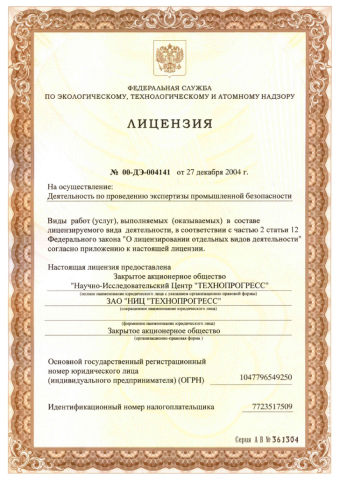 ФЕДЕРАЛЬНАЯ СЛУЖБА
ПО ЭКОЛОГИЧЕСКОМУ, ТЕХНОЛОГИЧЕСКОМУ И АТОМНОМУ НАДЗОРУ
ЛИЦЕНЗИЯ
№ 00-ДЭ-004141 от 27 декабря 2004 г.
На осуществление:
Деятельность по проведению экспертизы промышленной безопасности
Виды работ (услуг), выполняемых (оказываемых) в составе
лицензируемого вида деятельности, в соответствии с частью 2 статьи 12
Федерального закона "О лицензировании отдельных видов деятельности"
согласно приложению к настоящей лицензии.
Настоящая лицензия предоставлена
Закрытое акционерное общество
"Научно-Исследовательский Центр "ТЕХНОПРОГРЕСС"
(полное наименование юридического лица с указанием организационно-правовой формы)
ЗАО "НИЦ "ТЕХНОПРОГРЕСС"
(сокращенное наименование юридического лица)
(фирменное наименование юридического лица)
Закрытое акционерное общество
(организационно-правовая форма )
Основной государственный регистрационный
номер юридического лица
(индивидуального предпринимателя) (ОГРН) 1047796549250
Идентификационный номер налогоплательщика 7723517509
Серия А В № 361304